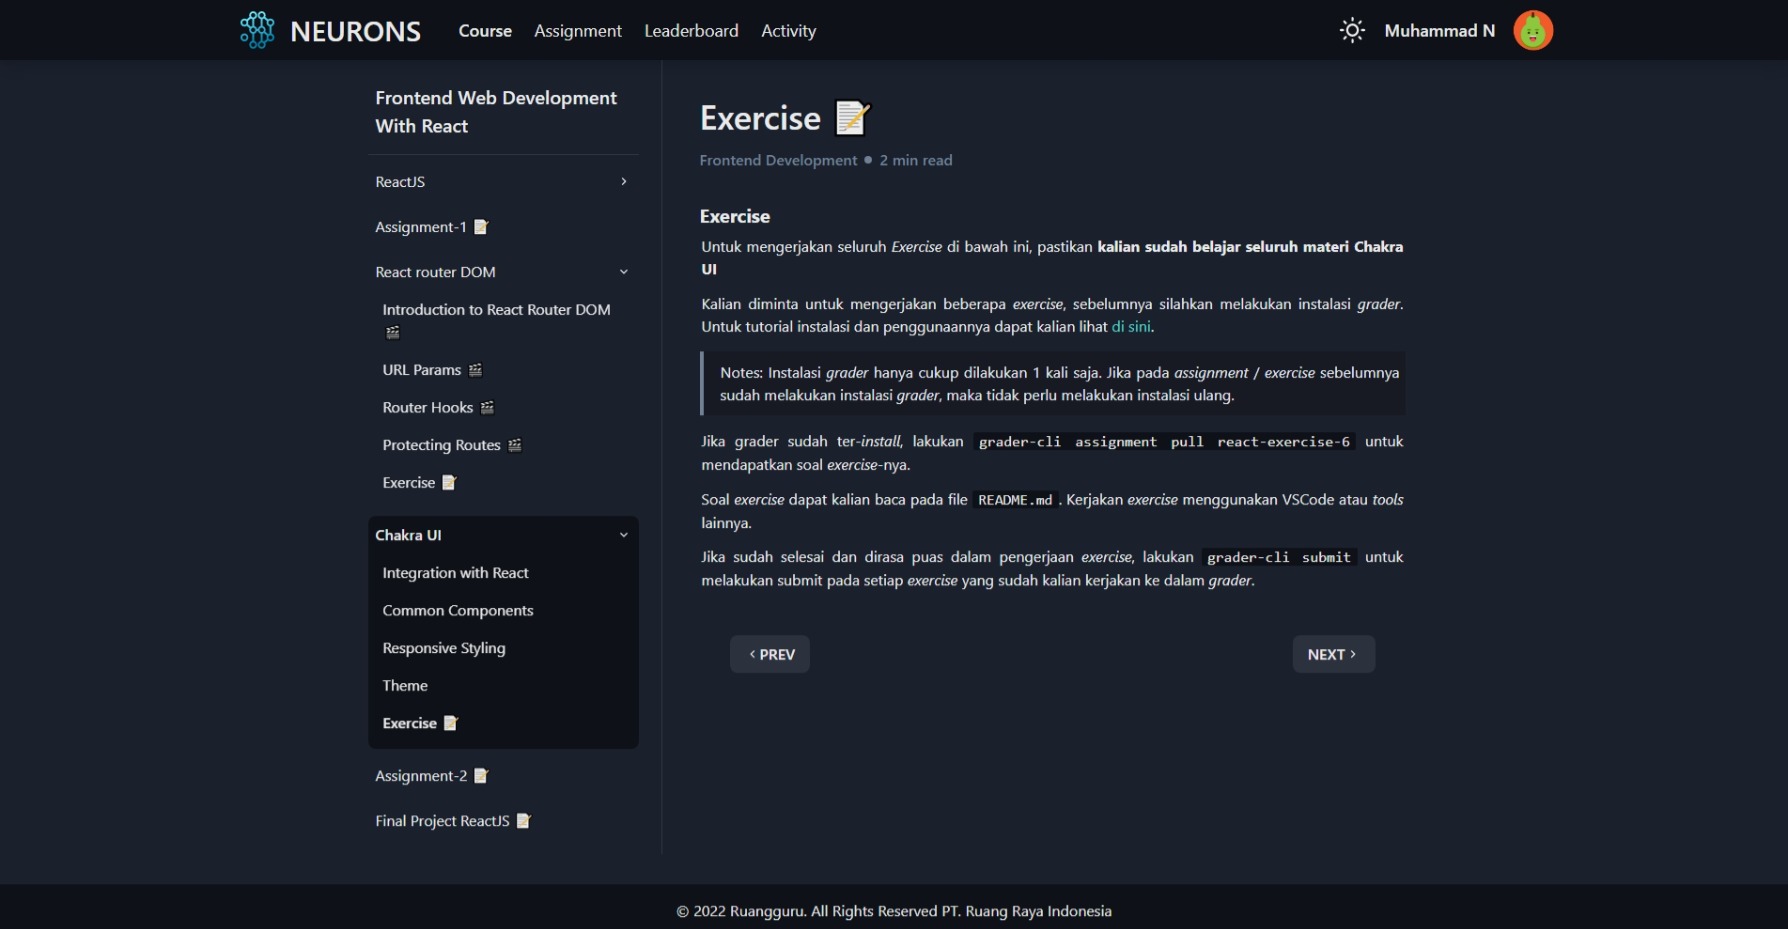 NEURONS
Course
Assignment
Leaderboard
Activity
Muhammad N
Frontend Web Development
With React
ReactJS
Assignment-1
React router DOM
Introduction to React Router DOM
URL Params
Router Hooks
Protecting Routes
Exercise
Chakra UI
Integration with React
Common Components
Responsive Styling
Theme
Exercise
Assignment-2
Final Project ReactJS
Exercise
Frontend Development • 2 min read
Exercise
Untuk mengerjakan seluruh Exercise di bawah ini, pastikan kalian sudah belajar seluruh materi Chakra
UI
Kalian diminta untuk mengerjakan beberapa exercise, sebelumnya silahkan melakukan instalasi grader.
Untuk tutorial instalasi dan penggunaannya dapat kalian lihat di sini.
Notes: Instalasi grader hanya cukup dilakukan 1 kali saja. Jika pada assignment / exercise sebelumnya
sudah melakukan instalasi grader, maka tidak perlu melakukan instalasi ulang.
Jika grader sudah ter-install, lakukan grader-cli assignment pull react-exercise-6 untuk
mendapatkan soal exercise-nya.
Soal exercise dapat kalian baca pada file README.md . Kerjakan exercise menggunakan VSCode atau tools
lainnya.
Jika sudah selesai dan dirasa puas dalam pengerjaan exercise, lakukan grader-cli submit untuk
melakukan submit pada setiap exercise yang sudah kalian kerjakan ke dalam grader.
‹ PREV
NEXT ›
© 2022 Ruangguru. All Rights Reserved PT. Ruang Raya Indonesia